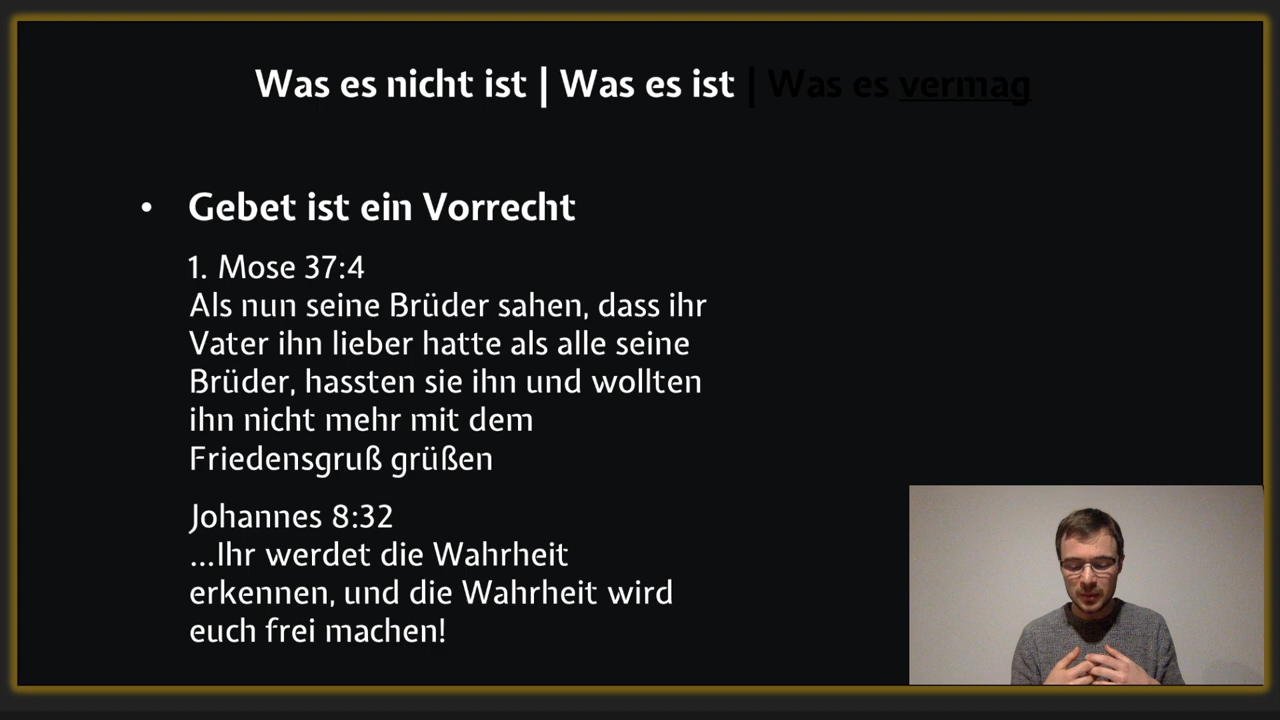 Was es nicht ist | Was es ist | Was es vermag
• Gebet ist ein Vorrecht
1. Mose 37:4
Als nun seine Brüder sahen, dass ihr
Vater ihn lieber hatte als alle seine
Brüder, hassten sie ihn und wollten
ihn nicht mehr mit dem
Friedensgruß grüßen
Johannes 8:32
...Ihr werdet die Wahrheit
erkennen, und die Wahrheit wird
euch frei machen!